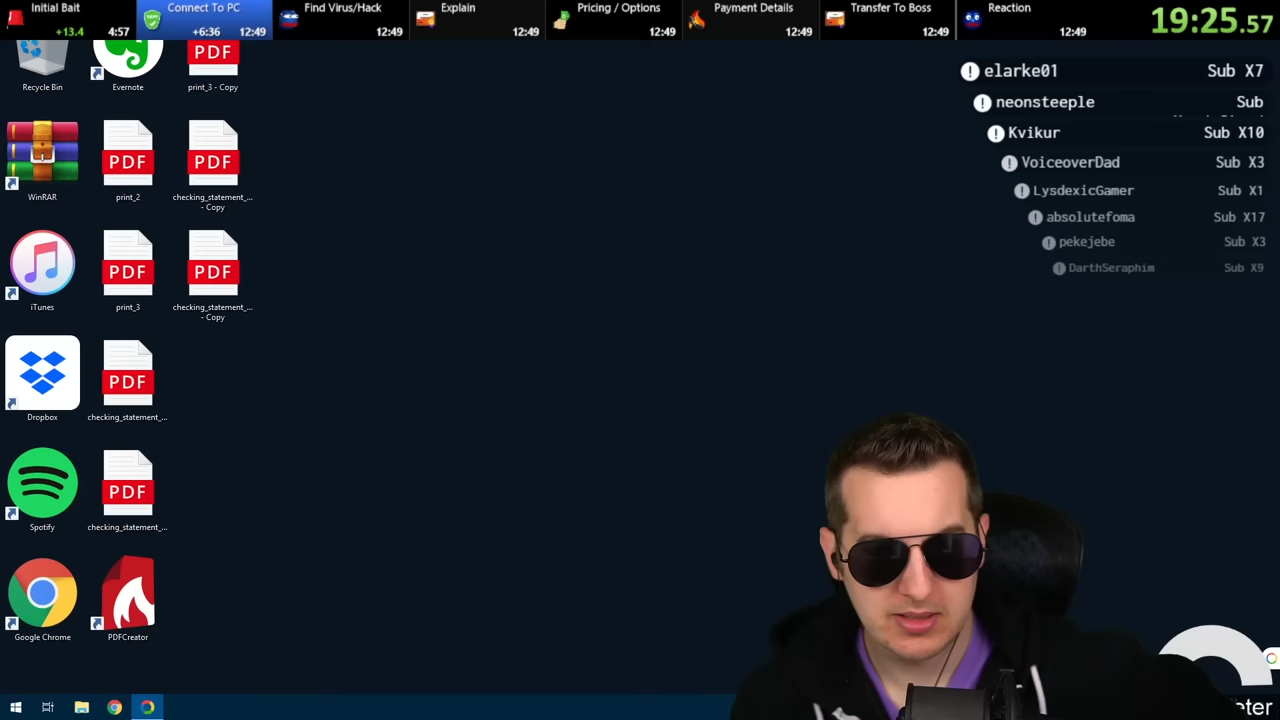 Initial Bait
+13.4 4:57
Connect To PC
+6:36 12:49
Find Virus/Hack
12:49
Explain
12:49
Pricing / Options
12:49
Payment Details
12:49
Transfer To Boss
12:49
Reaction
12:49
19:25.57
elarke01 Sub X7
neonsteeple Sub
Kvikur Sub X10
VoiceoverDad Sub X3
LysdexicGamer Sub X1
absolutefoma Sub X17
pekejebe Sub X3
DarthSeraphim Sub X9
Recycle Bin
Evernote
PDF
print_3 - Copy
WinRAR
PDF
print_2
PDF
checking_statement_...
- Copy
iTunes
PDF
print_3
PDF
checking_statement_...
- Copy
Dropbox
PDF
checking_statement_...
Spotify
PDF
checking_statement_...
Google Chrome
PDFCreator